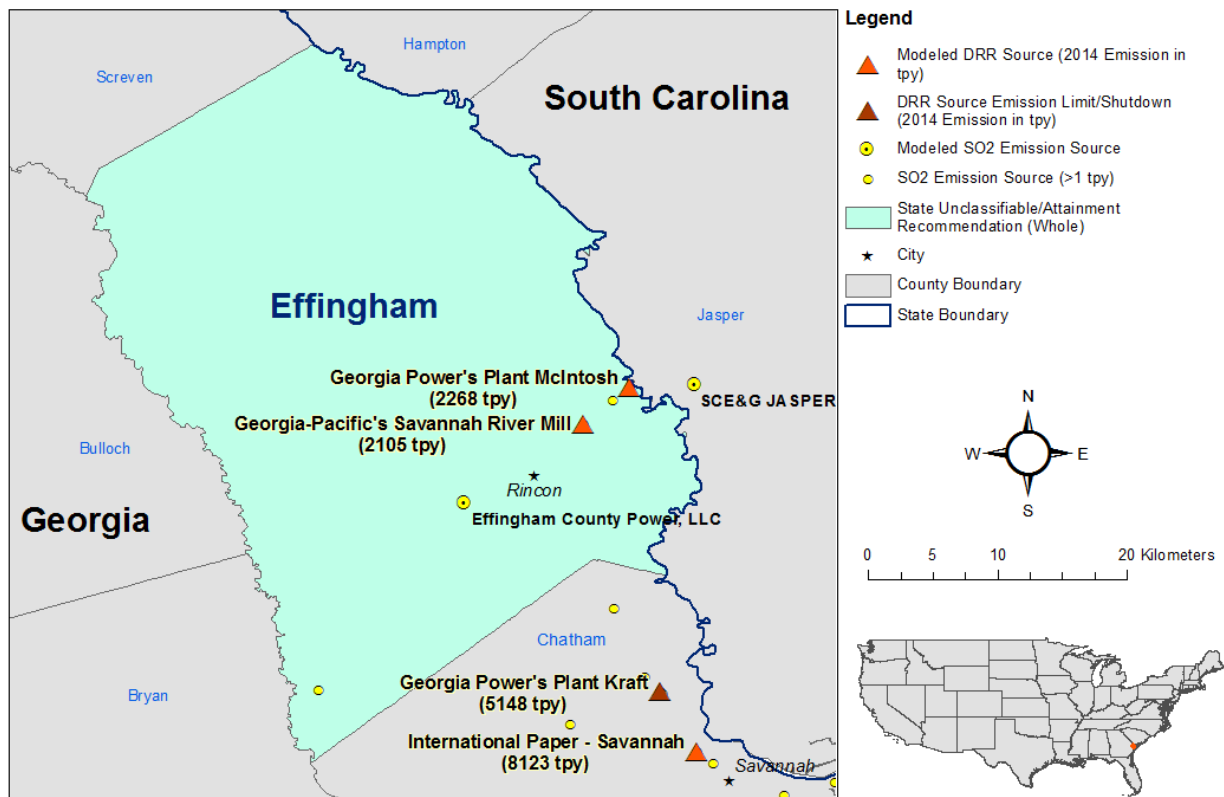 Hampton
Screven
South Carolina
Effingham
Jasper
Georgia Power's Plant McIntosh
(2268 tpy)
SCE&G JASPER
Georgia-Pacific's Savannah River Mill
(2105 tpy)
Bulloch
Rincon
Georgia
Effingham County Power, LLC
Chatham
Bryan
Georgia Power's Plant Kraft
(5148 tpy)
International Paper - Savannah
(8123 tpy)
Savannah
Legend
Modeled DRR Source (2014 Emission in
tpy)
DRR Source Emission Limit/Shutdown
(2014 Emission in tpy)
Modeled SO2 Emission Source
SO2 Emission Source (>1 tpy)
State Unclassifiable/Attainment
Recommendation (Whole)
City
County Boundary
State Boundary
N
W E
S
0 5 10 20 Kilometers